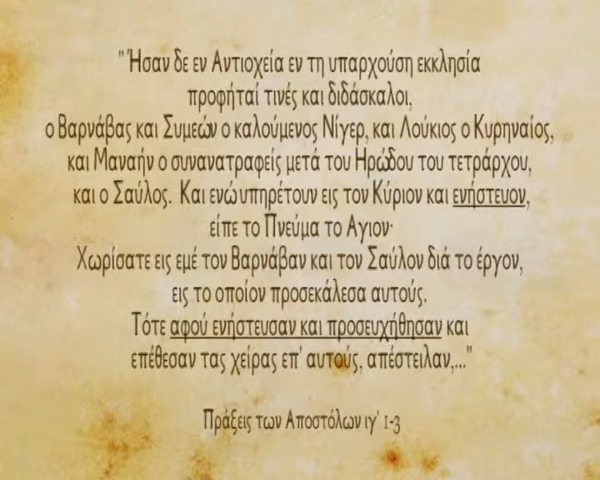 " Ήσαν δε εν Αντιοχεία εν τη υπαρχούση εκκλησία
προφήταί τινές και διδάσκαλοι,
ο Βαρνάβας και Συμεών ο καλούμενος Νίγερ, και Λούκιος ο Κυρηναίος,
και Μαναήν ο συνανατραφείς μετά του Ηρώδου του τετράρχου,
και ο Σαύλος. Και ενώ υπηρέτουν εις τον Κύριον και ενήστευον,
είπε το Πνεύμα το Αγιον·
Χωρίσατε εις εμέ τον Βαρνάβαν και τον Σαύλον διά το έργον,
εις το οποίον προσεκάλεσα αυτούς.
Τότε αφού ενήστευσαν και προσευχήθησαν και
επέθεσαν τας χείρας επ' αυτούς, απέστειλαν,..."
Πράξεις των Αποστόλων ιγ' 1-3